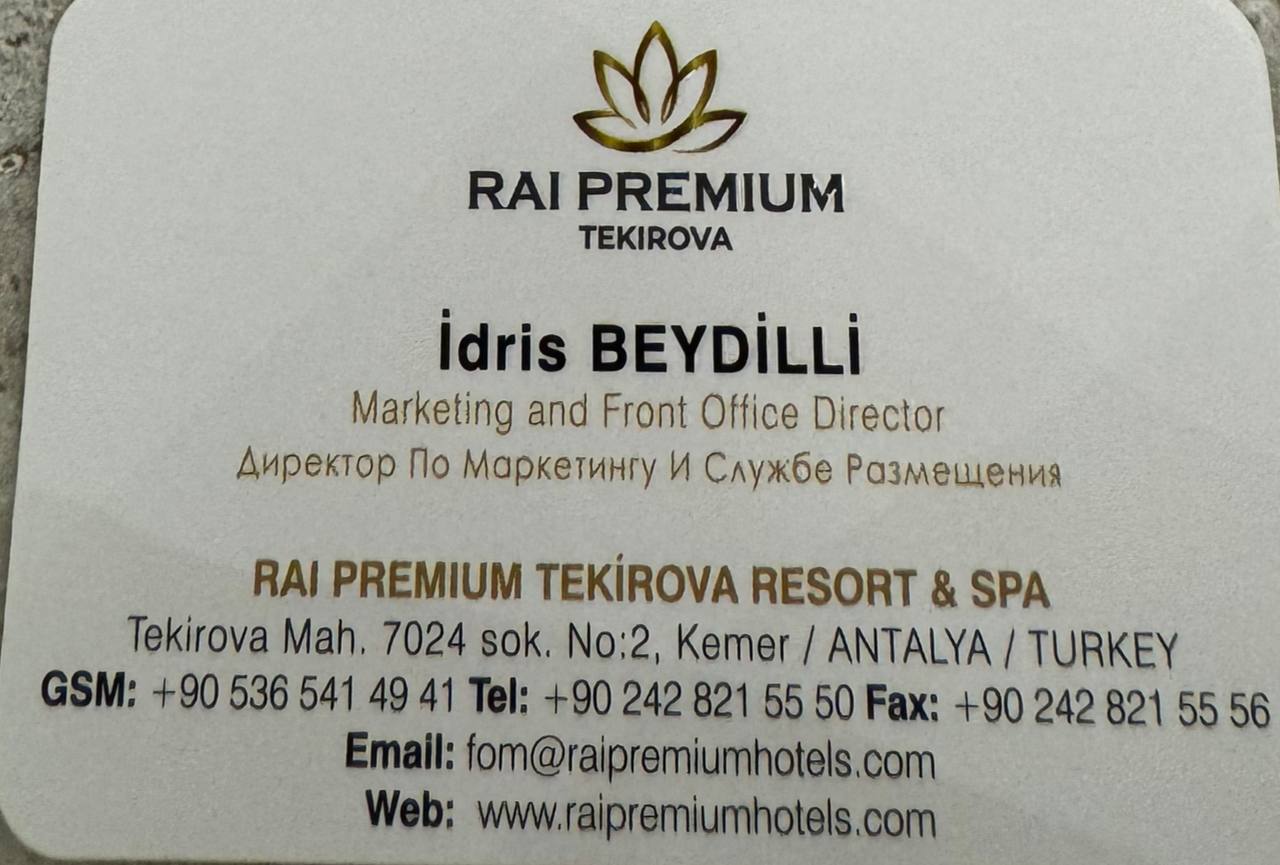 RAI PREMIUM
TEKIROVA
İdris BEYDİLLİ
Marketing and Front Office Director
Директор По Маркетингу И Службе Размещения
RAI PREMIUM TEKİROVA RESORT & SPA
Tekirova Mah. 7024 sok. No:2, Kemer / ANTALYA / TURKEY
GSM: +90 536 541 49 41 Tel: +90 242 821 55 50 Fax: +90 242 821 55 56
Email: fom@raipremiumhotels.com
Web: www.raipremiumhotels.com